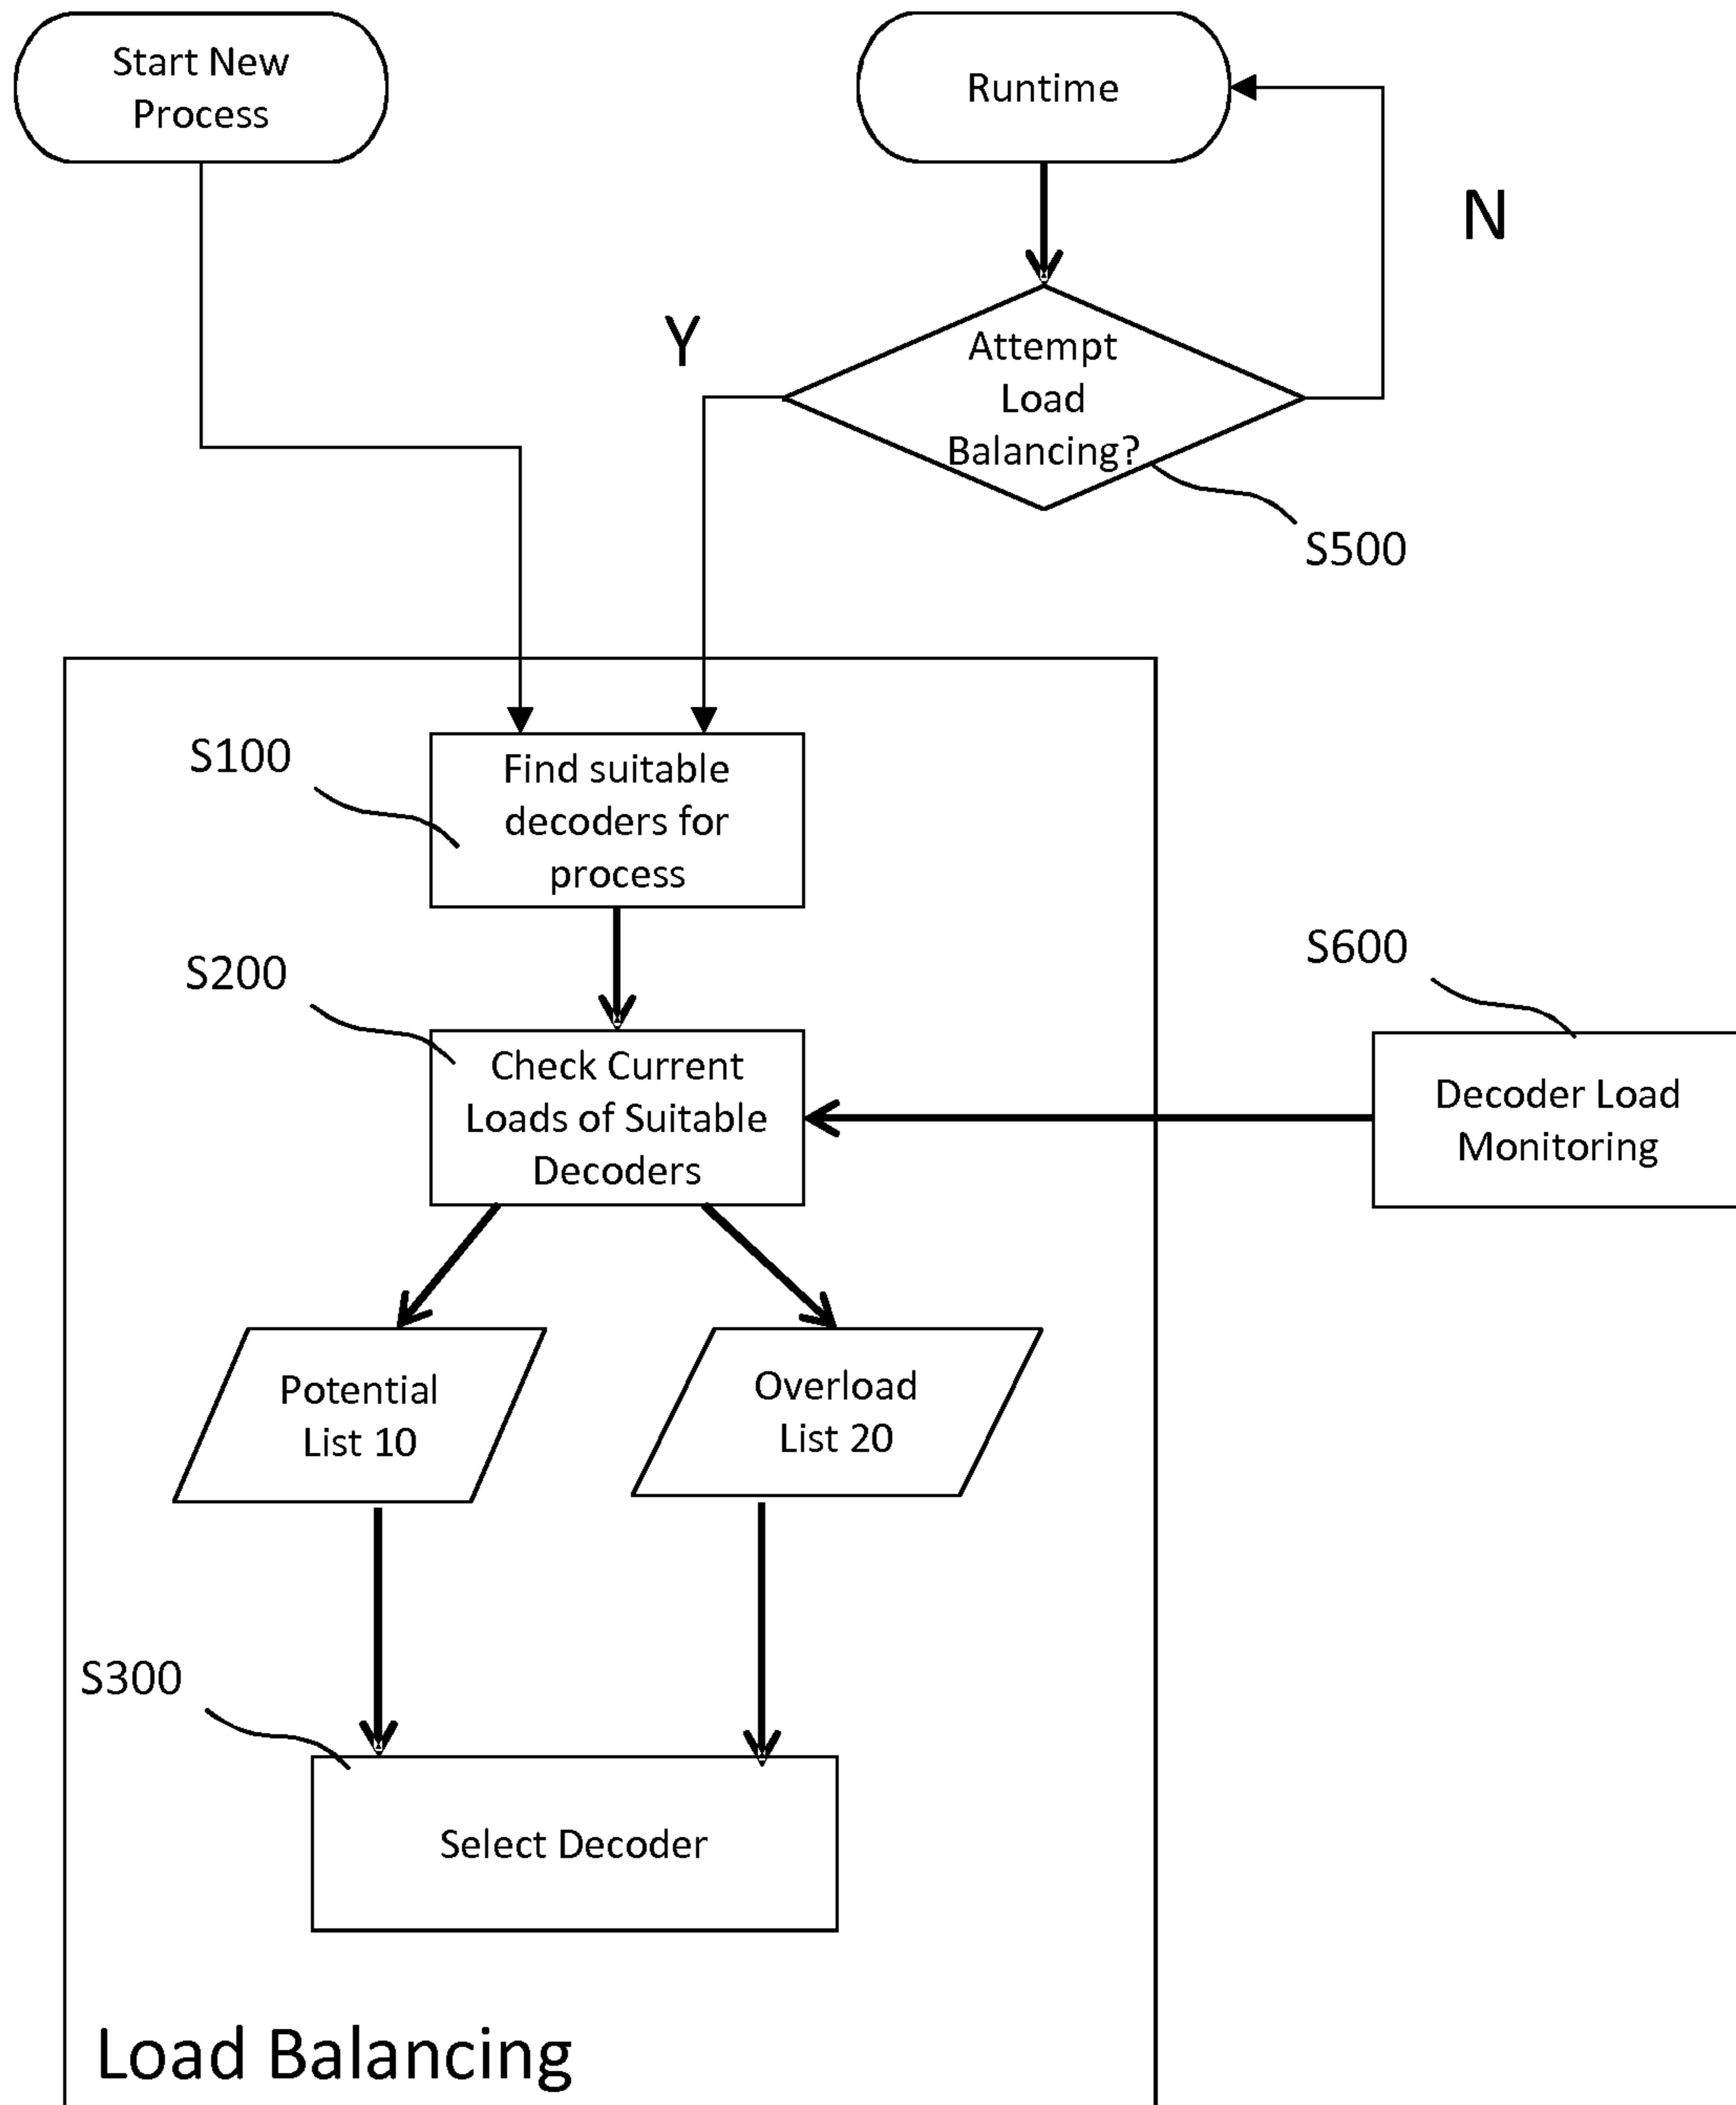 Start New
Process
Runtime
N
Y
Attempt
Load
Balancing?
S500
S100
Find suitable
decoders for
process
S200
S600
Check Current
Loads of Suitable
Decoders
Decoder Load
Monitoring
Potential
List 10
Overload
List 20
S300
Select Decoder
Load Balancing